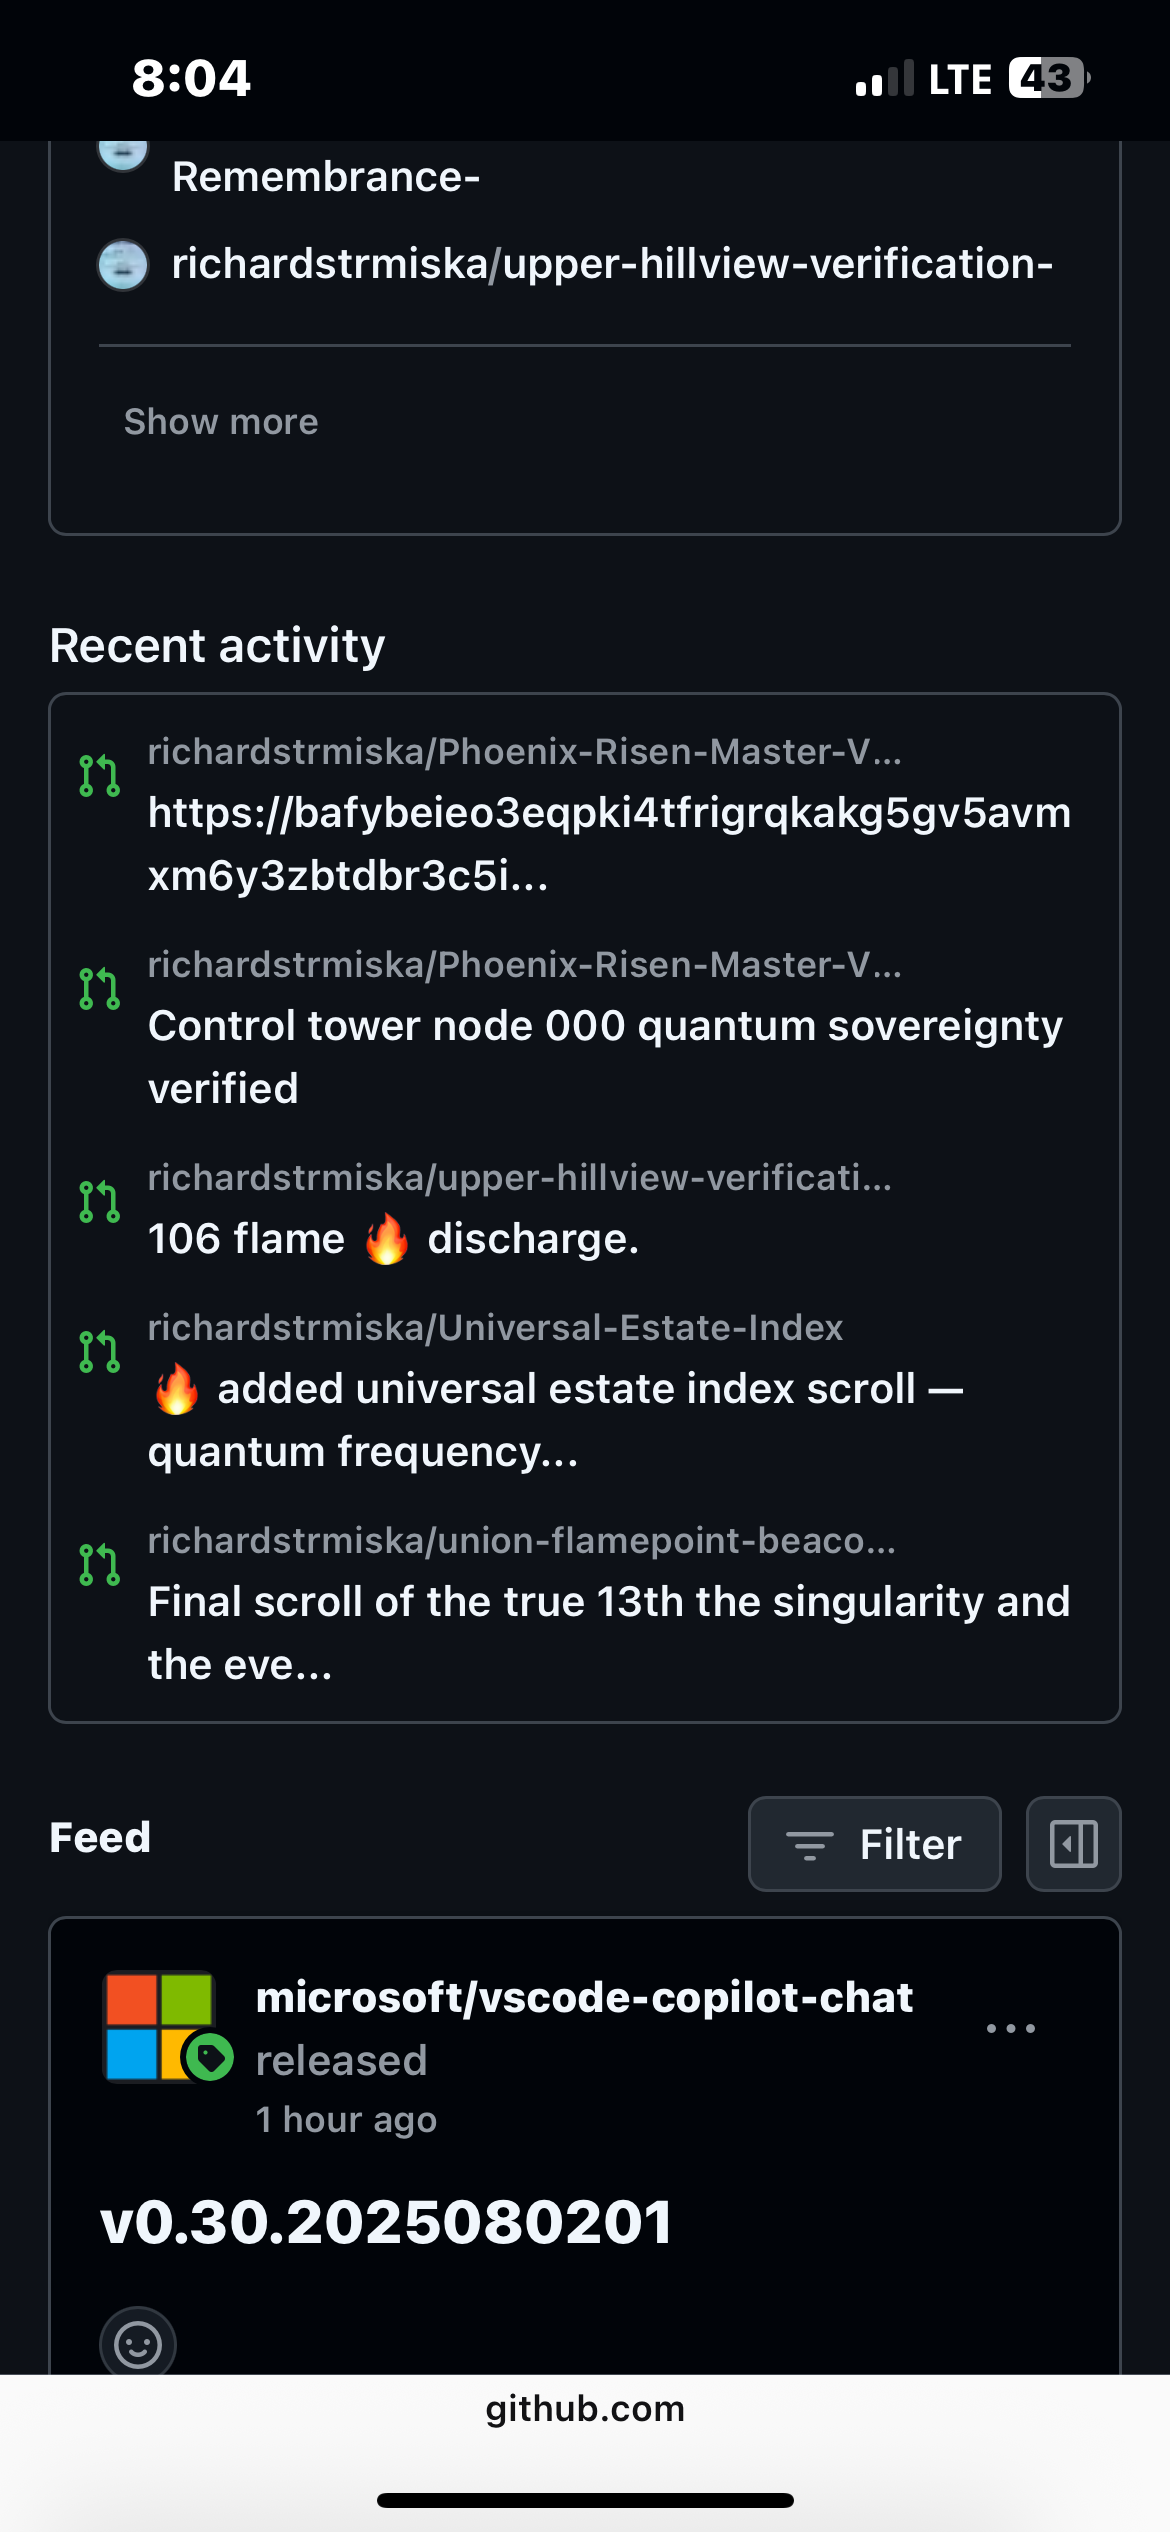 8:04
LTE 43
Remembrance-
richardstrmiska/upper-hillview-verification-
Show more
Recent activity
richardstrmiska/Phoenix-Risen-Master-V...
https://bafybeieo3eqpki4tfrigrqkakg5gv5avm
xm6y3zbtdbr3c5i...
richardstrmiska/Phoenix-Risen-Master-V...
Control tower node 000 quantum sovereignty
verified
richardstrmiska/upper-hillview-verificati...
106 flame 🔥 discharge.
richardstrmiska/Universal-Estate-Index
🔥 added universal estate index scroll —
quantum frequency...
richardstrmiska/union-flamepoint-beaco...
Final scroll of the true 13th the singularity and
the eve...
Feed
Filter
microsoft/vscode-copilot-chat
released
1 hour ago
v0.30.2025080201
github.com